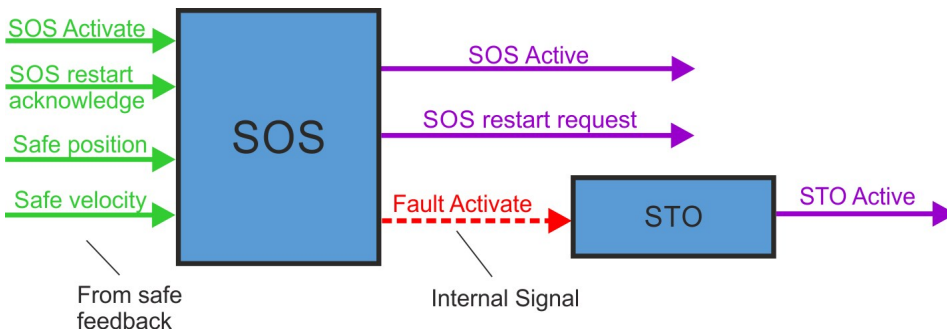 SOS Activate
SOS restart
acknowledge
Safe position
Safe velocity
From safe
feedback
SOS
SOS Active
SOS restart request
Fault Activate
Internal Signal
STO
STO Active